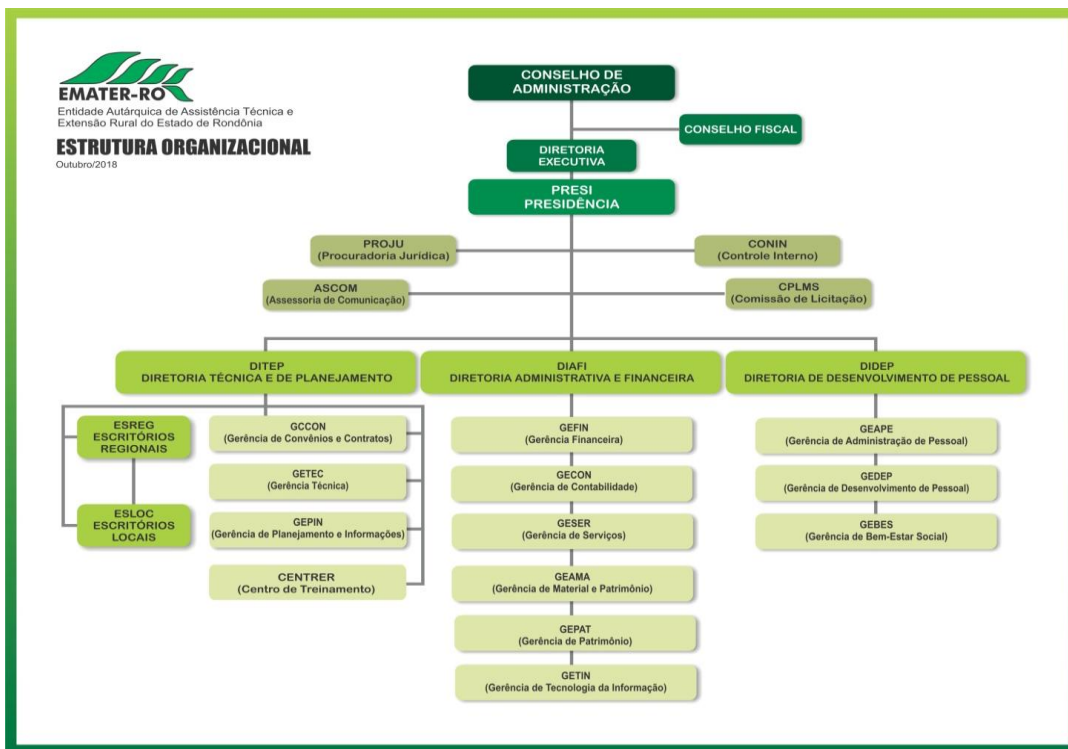 EMATER-RO
Entidade Autárquica de Assistência Técnica e
Extensão Rural do Estado de Rondônia
ESTRUTURA ORGANIZACIONAL
Outubro/2018
CONSELHO DE
ADMINISTRAÇÃO
CONSELHO FISCAL
DIRETORIA
EXECUTIVA
PRESI
PRESIDÊNCIA
PROJU
(Procuradoria Jurídica)
CONIN
(Controle Interno)
ASCOM
(Assessoria de Comunicação)
CPLMS
(Comissão de Licitação)
DITEP
DIRETORIA TÉCNICA E DE PLANEJAMENTO
DIAFI
DIRETORIA ADMINISTRATIVA E FINANCEIRA
DIDEP
DIRETORIA DE DESENVOLVIMENTO DE PESSOAL
ESREG
ESCRITÓRIOS
REGIONAIS
ESLOC
ESCRITÓRIOS
LOCAIS
GCCON
(Gerência de Convênios e Contratos)
GETEC
(Gerência Técnica)
GEPIN
(Gerência de Planejamento e Informações)
CENTRER
(Centro de Treinamento)
GEFIN
(Gerência Financeira)
GECON
(Gerência de Contabilidade)
GESER
(Gerência de Serviços)
GEAMA
(Gerência de Material e Patrimônio)
GEPAT
(Gerência de Patrimônio)
GETIN
(Gerência de Tecnologia da Informação)
GEAPE
(Gerência de Administração de Pessoal)
GEDEP
(Gerência de Desenvolvimento de Pessoal)
GEBES
(Gerência de Bem-Estar Social)